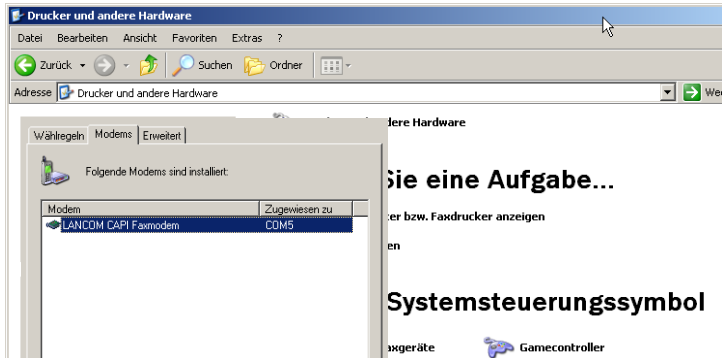 Drucker und andere Hardware
Datei Bearbeiten Ansicht Favoriten Extras ?
Zurück Suchen Ordner
Adresse Drucker und andere Hardware
dere Hardware
Wählregeln Modems Erweitert
Folgende Modems sind installiert:
Sie eine Aufgabe...
Modem Zugewiesen zu
er bzw. Faxdrucker anzeigen
LANCOM CAPI Faxmodem COM5
en
Systemsteuerungssymbol
axgeräte Gamecontroller